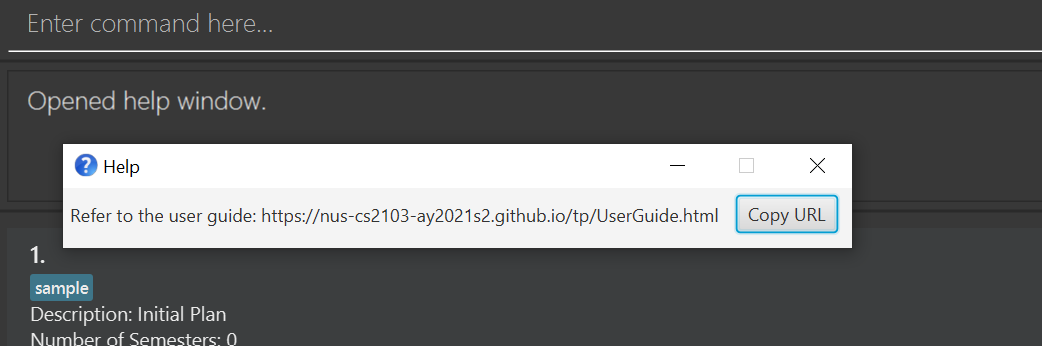 Enter command here...
Opened help window.
Help
Refer to the user guide: https://nus-cs2103-ay2021s2.github.io/tp/UserGuide.html
Copy URL
1.
sample
Description: Initial Plan
Number of Semesters: 0